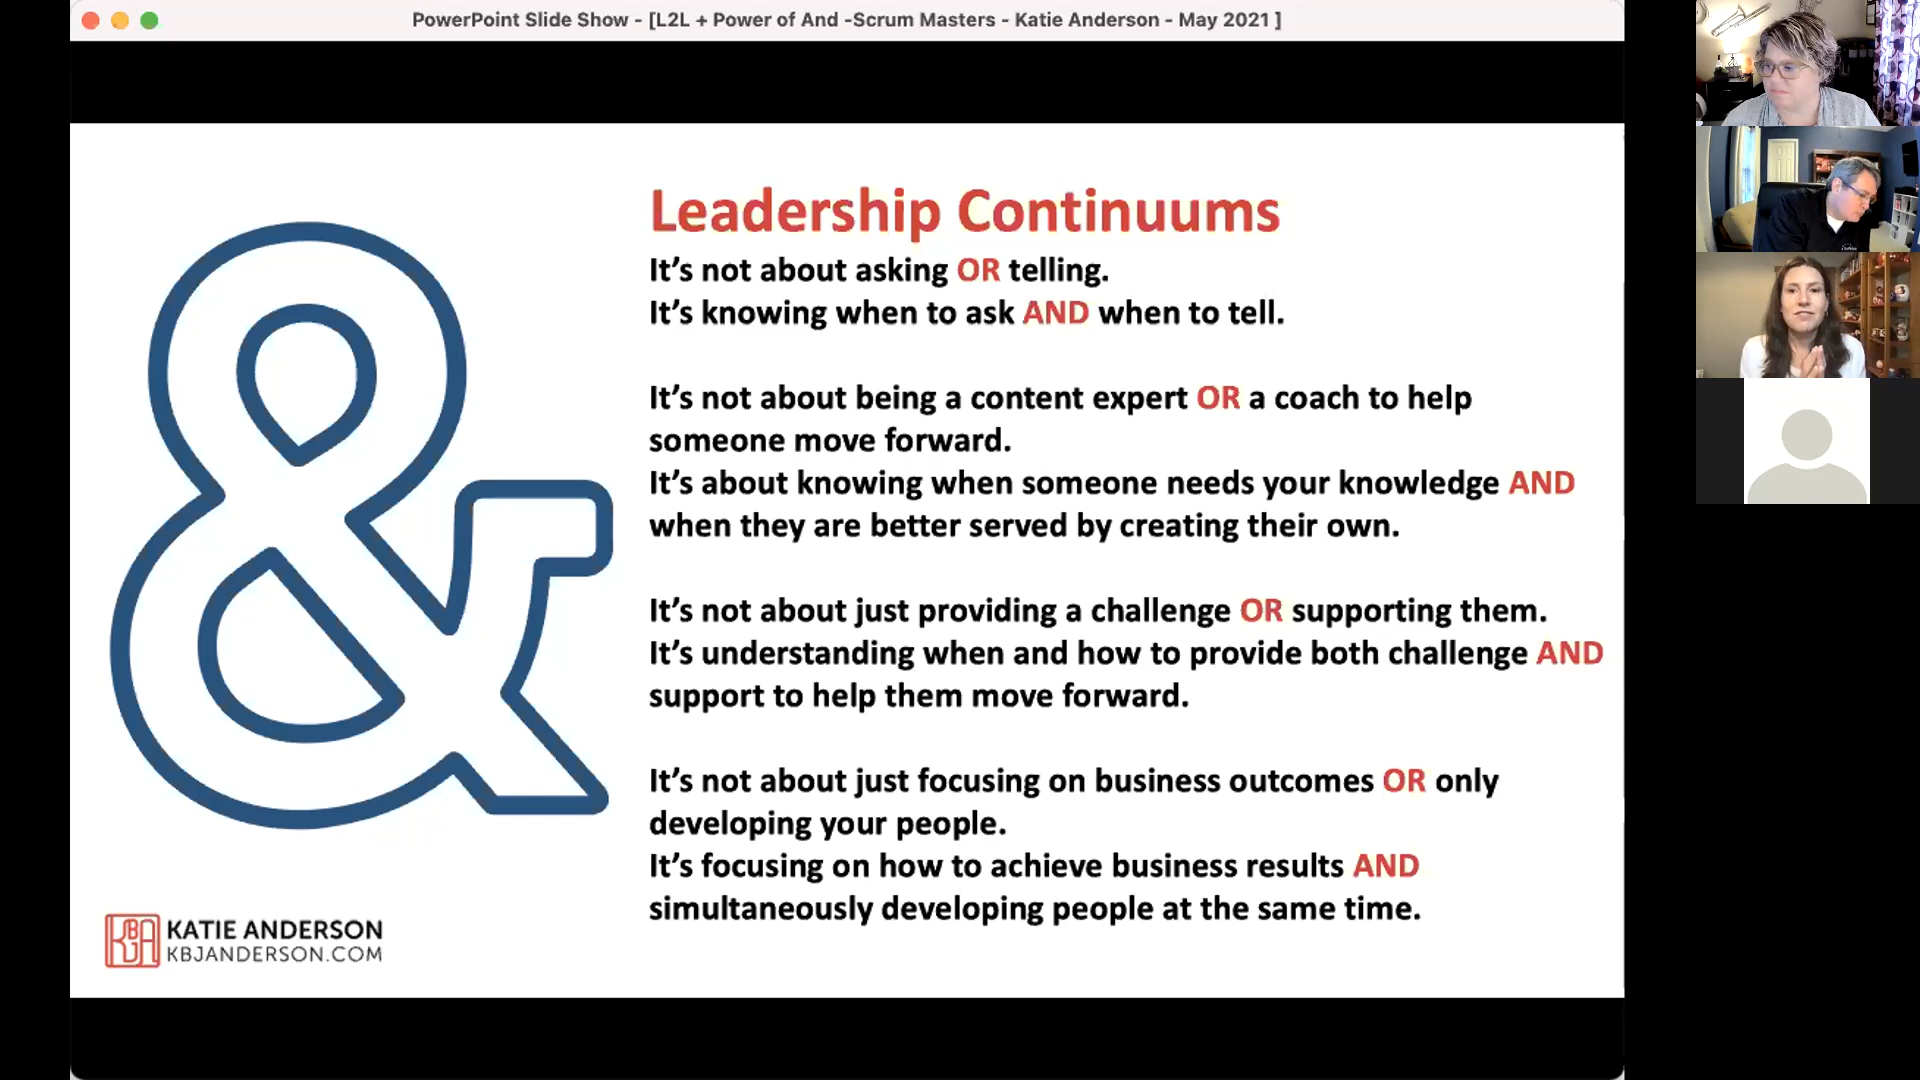 PowerPoint Slide Show - [L2L + Power of And -Scrum Masters - Katie Anderson - May 2021 ]
Leadership Continuums
It’s not about asking OR telling.
It’s knowing when to ask AND when to tell.
It’s not about being a content expert OR a coach to help
someone move forward.
It’s about knowing when someone needs your knowledge AND
when they are better served by creating their own.
It’s not about just providing a challenge OR supporting them.
It’s understanding when and how to provide both challenge AND
support to help them move forward.
It’s not about just focusing on business outcomes OR only
developing your people.
It’s focusing on how to achieve business results AND
simultaneously developing people at the same time.
&
KBJA
KATIE ANDERSON
KBJANDERSON.COM